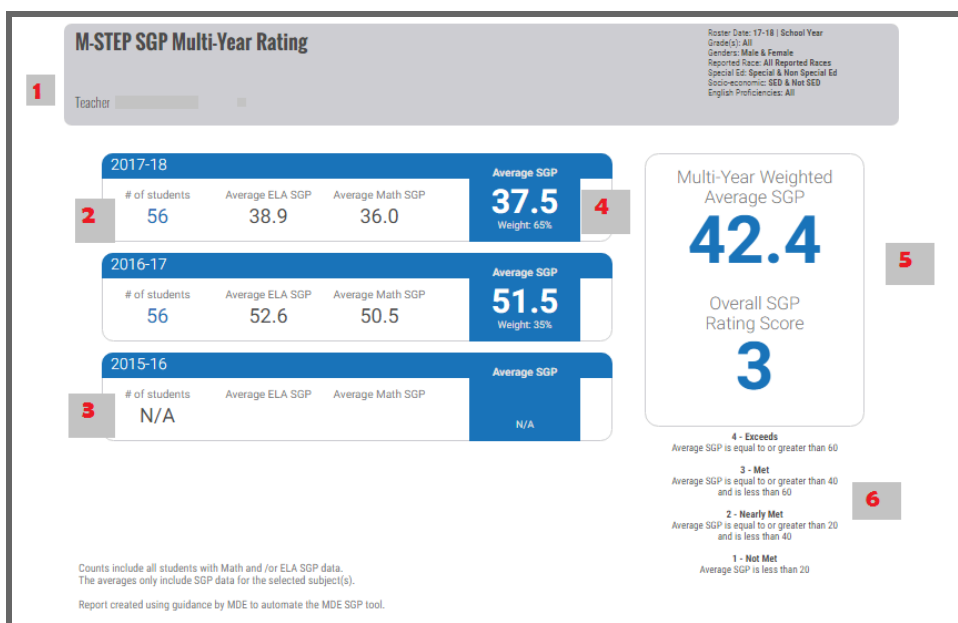 M-STEP SGP Multi-Year Rating
Roster Date: 17-18 | School Year
Grade(s): All
Genders: Male & Female
Reported Race: All Reported Races
Special Ed: Special & Non Special Ed
Socio-economic: SED & Not SED
English Proficiencies: All
1
Teacher
2017-18
# of students
Average ELA SGP
Average Math SGP
Average SGP
2
56
38.9
36.0
37.5
Weight: 65%
4
2016-17
# of students
Average ELA SGP
Average Math SGP
Average SGP
56
52.6
50.5
51.5
Weight: 35%
2015-16
# of students
Average ELA SGP
Average Math SGP
Average SGP
3
N/A
N/A
Multi-Year Weighted
Average SGP
42.4
5
Overall SGP
Rating Score
3
4 - Exceeds
Average SGP is equal to or greater than 60
3 - Met
Average SGP is equal to or greater than 40
and is less than 60
6
2 - Nearly Met
Average SGP is equal to or greater than 20
and is less than 40
1 - Not Met
Average SGP is less than 20
Counts include all students with Math and /or ELA SGP data.
The averages only include SGP data for the selected subject(s).
Report created using guidance by MDE to automate the MDE SGP tool.